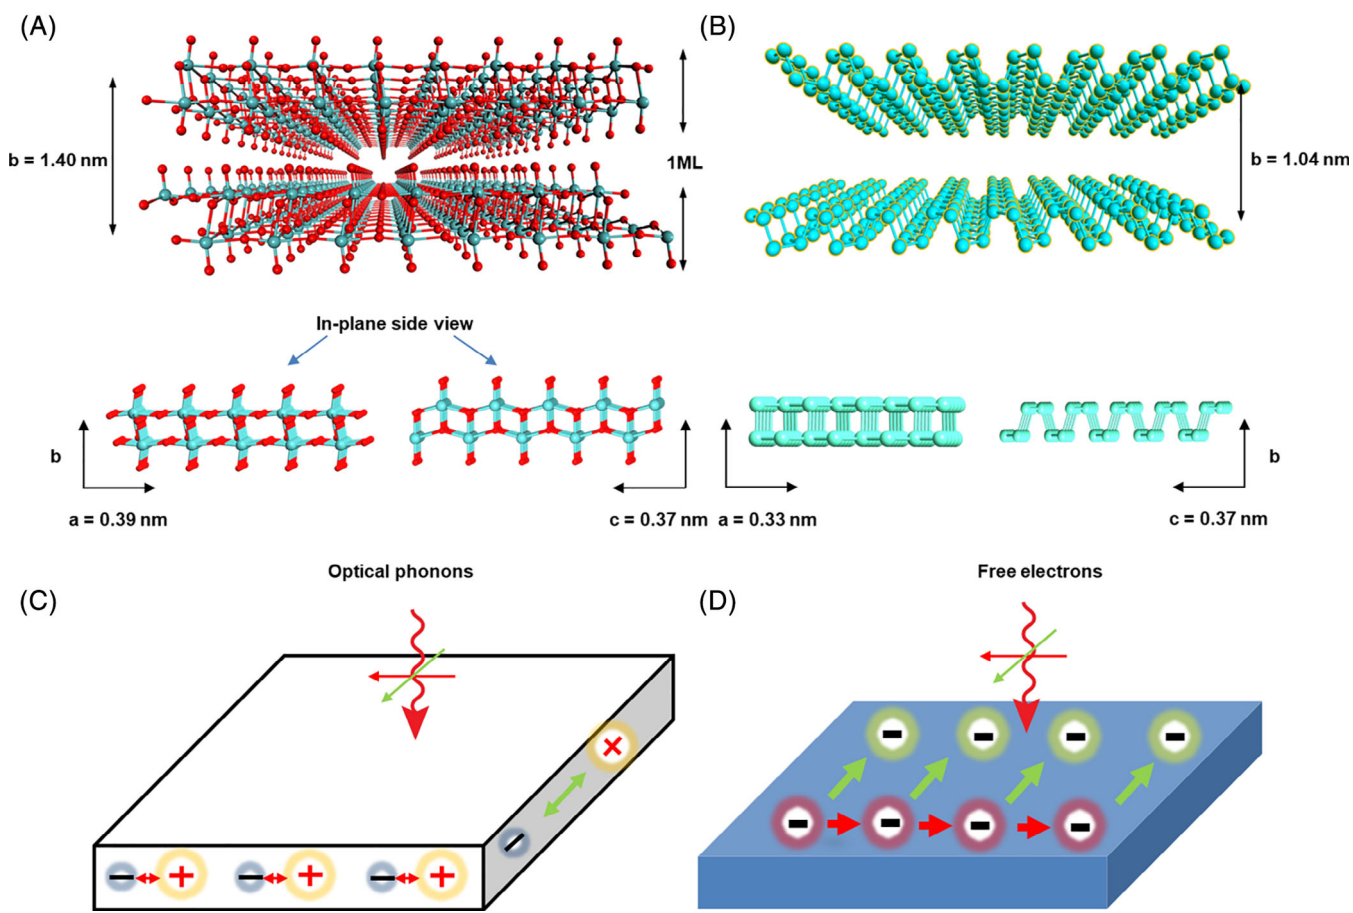 (A)
(B)
b = 1.40 nm
1ML
b = 1.04 nm
In-plane side view
b
a = 0.39 nm
c = 0.37 nm
a = 0.33 nm
b
c = 0.37 nm
Optical phonons
Free electrons
(C)
(D)